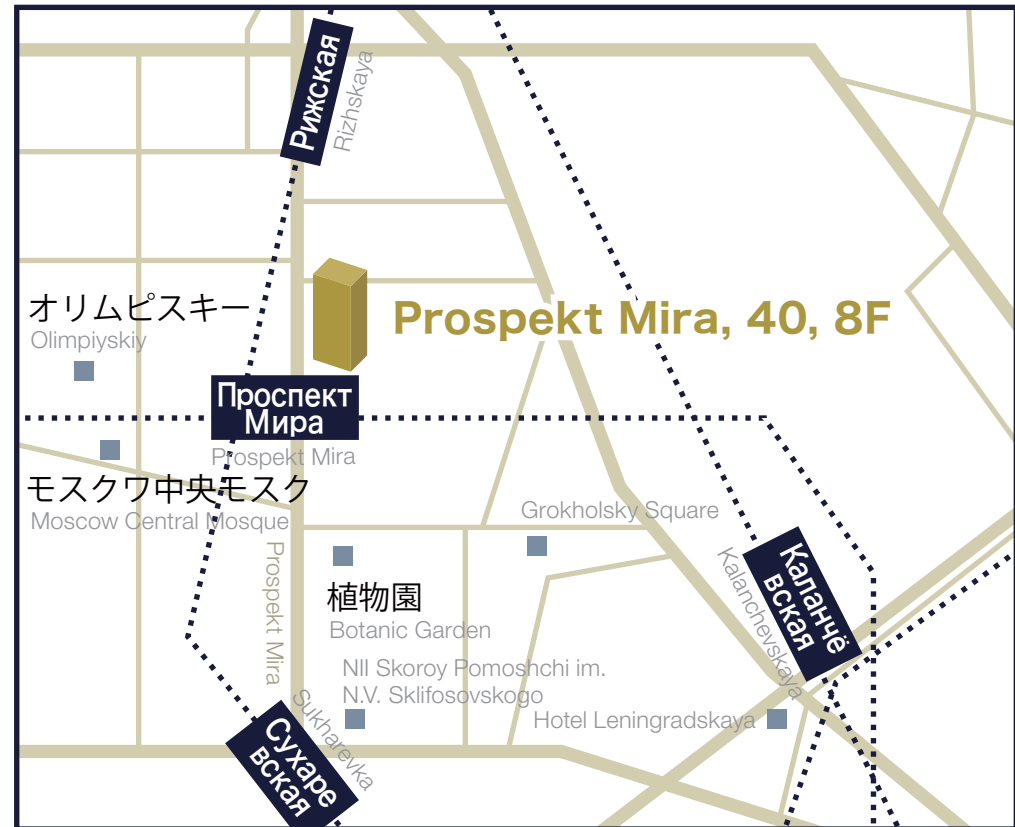 Рижская
Rizhskaya
オリムピスキー
Olimpiyskiy
Prospekt Mira, 40, 8F
Проспект
Мира
Prospekt Mira
モスクワ中央モスク
Moscow Central Mosque
Grokholsky Square
Prospekt Mira
植物園
Botanic Garden
Каланчё
вская
Kalanchevskaya
NII Skoroy Pomoshchi im.
N.V. Sklifosovskogo
Hotel Leningradskaya
Сухаре
вская
Sukharevka